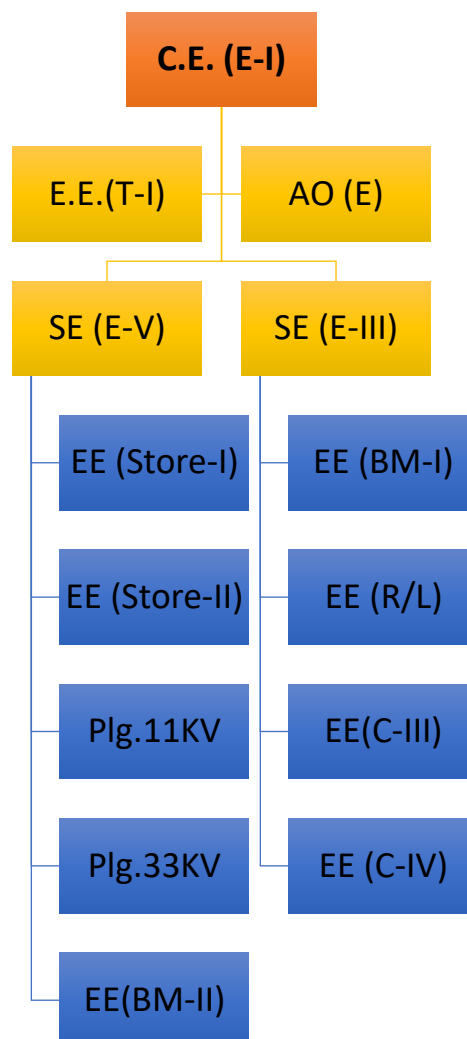 C.E. (E-I)
E.E.(T-I)
AO (E)
SE (E-V)
SE (E-III)
EE (Store-I)
EE (BM-I)
EE (Store-II)
EE (R/L)
Plg.11KV
EE(C-III)
Plg.33KV
EE (C-IV)
EE(BM-II)